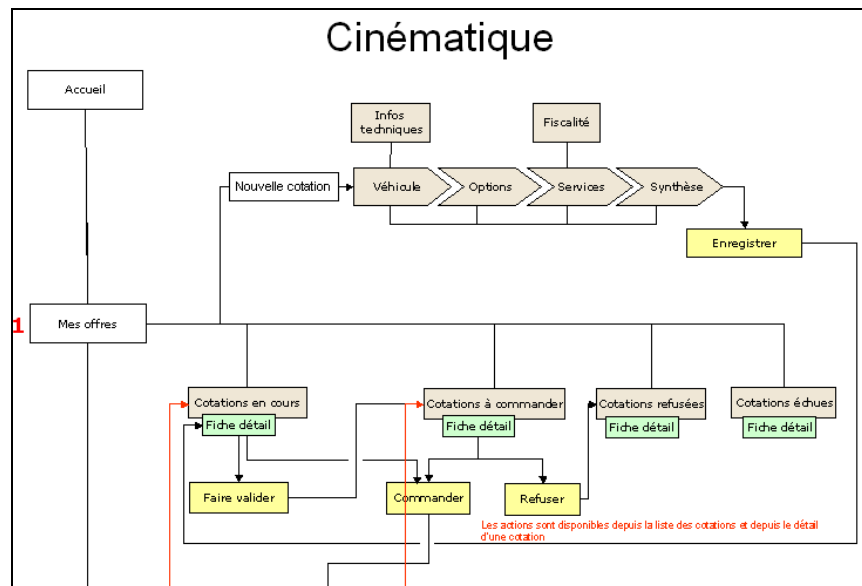 Cinématique
Accueil
Infos
techniques
Fiscalité
Nouvelle cotation
Véhicule
Options
Services
Synthèse
Enregistrer
1
Mes offres
Cotations en cours
Fiche détail
Cotations à commander
Fiche détail
Cotations refusées
Fiche détail
Cotations échues
Fiche détail
Faire valider
Commander
Refuser
Les actions sont disponibles depuis la liste des cotations et depuis le détail
d'une cotation